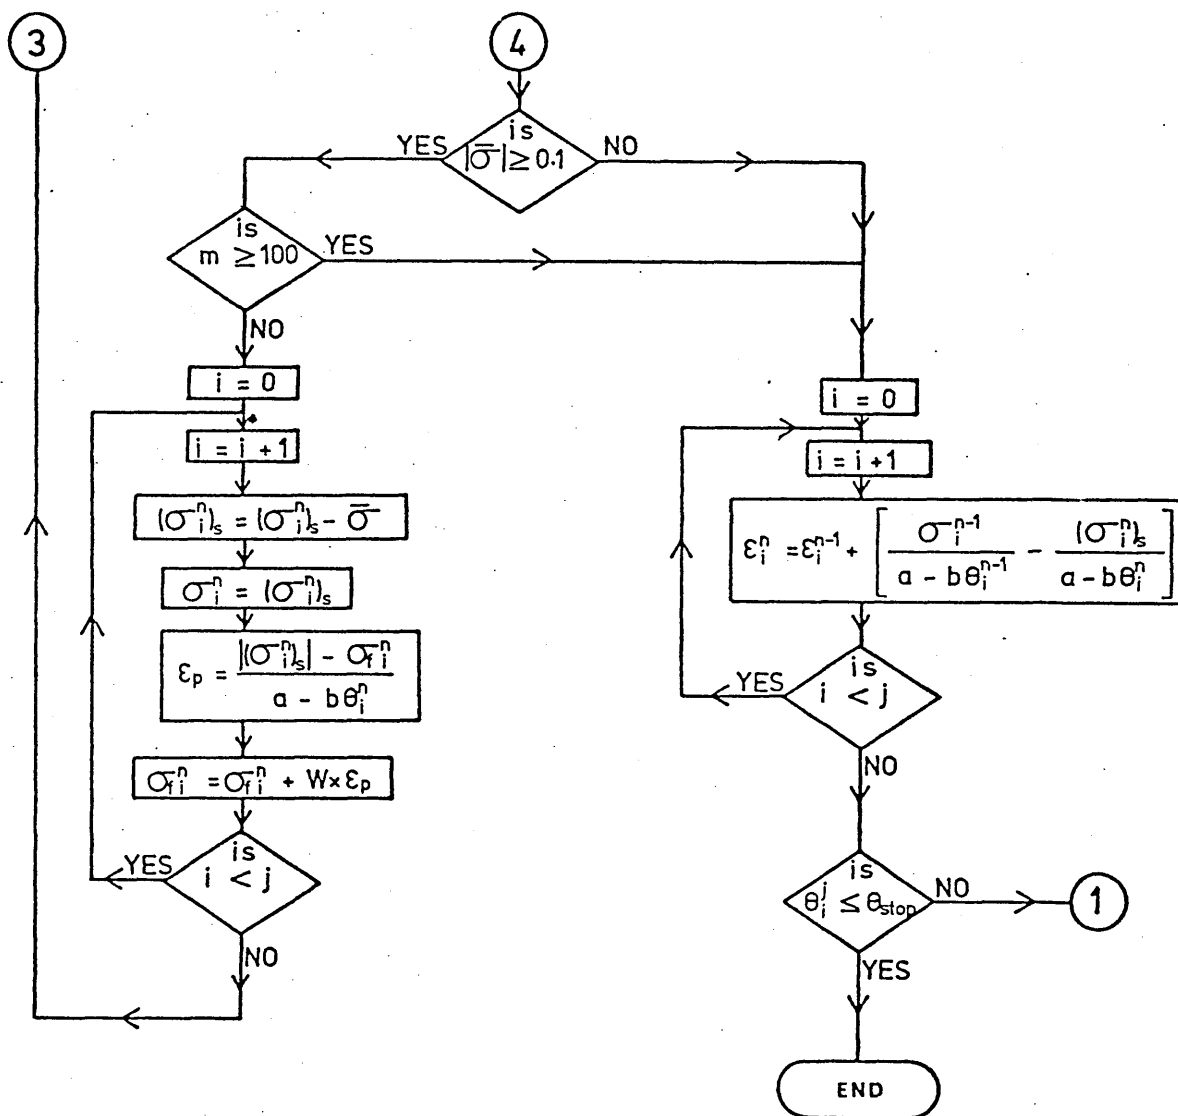 3
4
is
|σ̅| ≥ 0.1
YES
NO
is
m ≥ 100
YES
NO
i = 0
i = i + 1
(σᵢⁿ)ₛ = (σᵢⁿ)ₛ - σ̅
σᵢⁿ = (σᵢⁿ)ₛ
εₚ = (|(σᵢⁿ)ₛ| - σfᵢⁿ) / (a - bθᵢⁿ)
σfᵢⁿ = σfᵢⁿ + W × εₚ
is
i < j
YES
NO
i = 0
i = i + 1
εᵢⁿ = εᵢⁿ⁻¹ + [σᵢⁿ⁻¹ / (a - bθᵢⁿ⁻¹) - (σᵢⁿ)ₛ / (a - bθᵢⁿ)]
is
i < j
YES
NO
is
θᵢʲ ≤ θstop
NO
1
YES
END